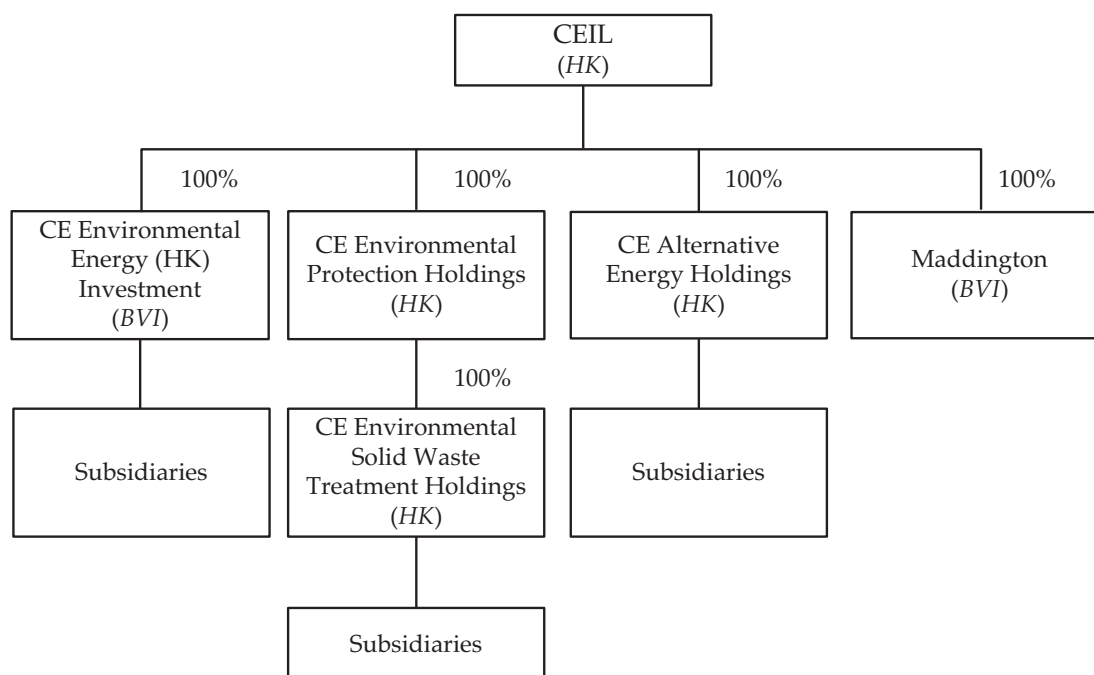 CEIL
(HK)
100%
100%
100%
100%
CE Environmental
Energy (HK)
Investment
(BVI)
CE Environmental
Protection Holdings
(HK)
CE Alternative
Energy Holdings
(HK)
Maddington
(BVI)
100%
Subsidiaries
CE Environmental
Solid Waste
Treatment Holdings
(HK)
Subsidiaries
Subsidiaries